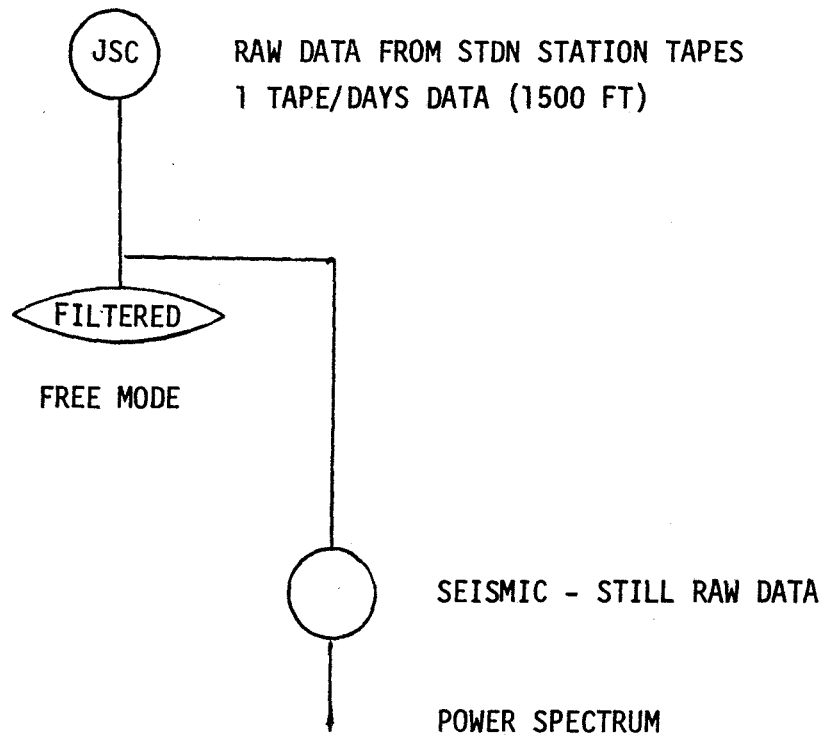 JSC
RAW DATA FROM STDN STATION TAPES
1 TAPE/DAYS DATA (1500 FT)
FILTERED
FREE MODE
SEISMIC - STILL RAW DATA
POWER SPECTRUM